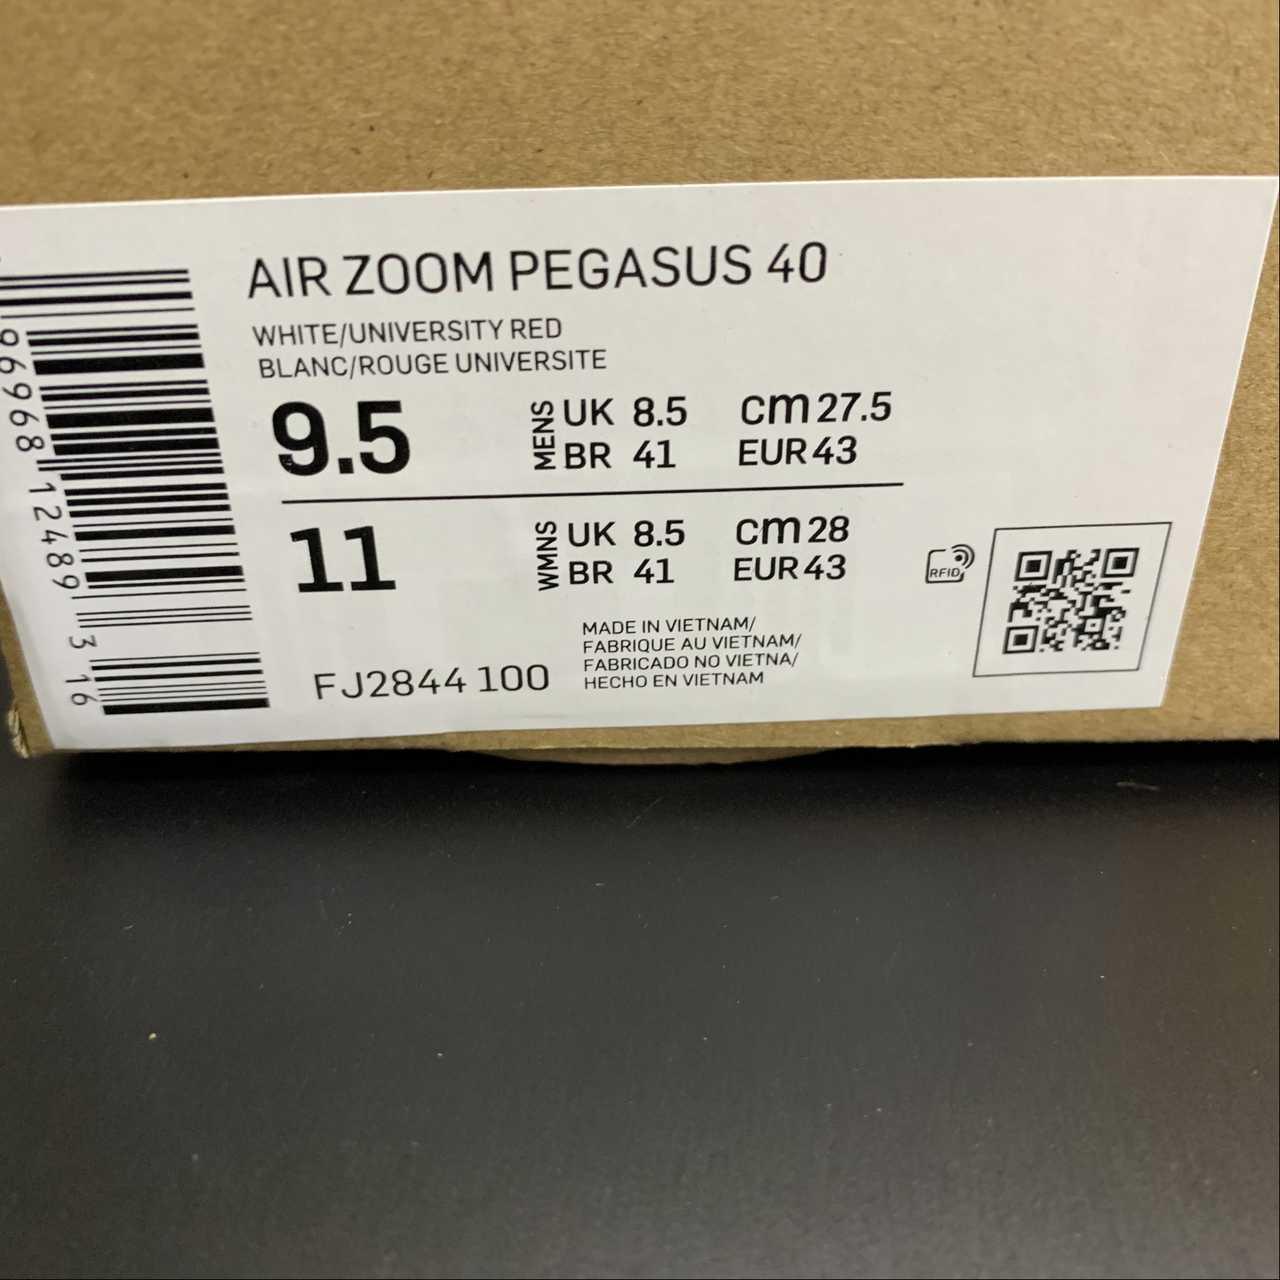 AIR ZOOM PEGASUS 40
WHITE/UNIVERSITY RED
BLANC/ROUGE UNIVERSITE
9.5
MENS
UK 8.5 cm 27.5
BR 41 EUR 43
11
WMNS
UK 8.5 cm 28
BR 41 EUR 43
RFID
MADE IN VIETNAM/
FABRIQUE AU VIETNAM/
FABRICADO NO VIETNA/
HECHO EN VIETNAM
FJ2844 100
96968 12489 3 16